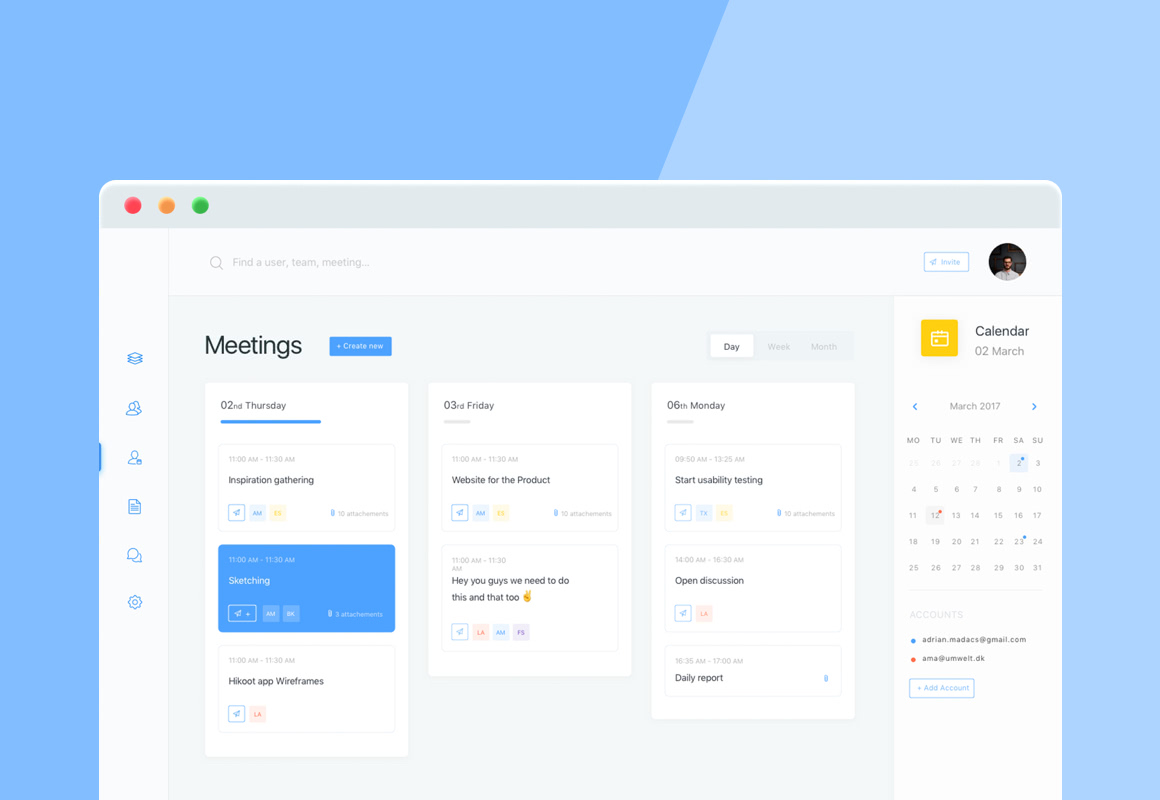 Find a user, team, meeting...
Invite
Meetings
+ Create new
Day Week Month
02nd Thursday
11:00 AM - 11:30 AM
Inspiration gathering
AM ES 10 attachements
11:00 AM - 11:30 AM
Sketching
+ AM BK 3 attachements
11:00 AM - 11:30 AM
Hikoot app Wireframes
LA
03rd Friday
11:00 AM - 11:30 AM
Website for the Product
AM ES 10 attachements
11:00 AM - 11:30
AM
Hey you guys we need to do
this and that too ✌️
LA AM FS
06th Monday
09:50 AM - 13:25 AM
Start usability testing
TX ES 10 attachements
14:00 AM - 16:30 AM
Open discussion
LA
16:35 AM - 17:00 AM
Daily report
Calendar
02 March
March 2017
MO TU WE TH FR SA SU
25 26 27 28 1 2 3
4 5 6 7 8 9 10
11 12 13 14 15 16 17
18 19 20 21 22 23 24
25 26 27 28 29 30 31
ACCOUNTS
adrian.madacs@gmail.com
ama@umwelt.dk
+ Add Account